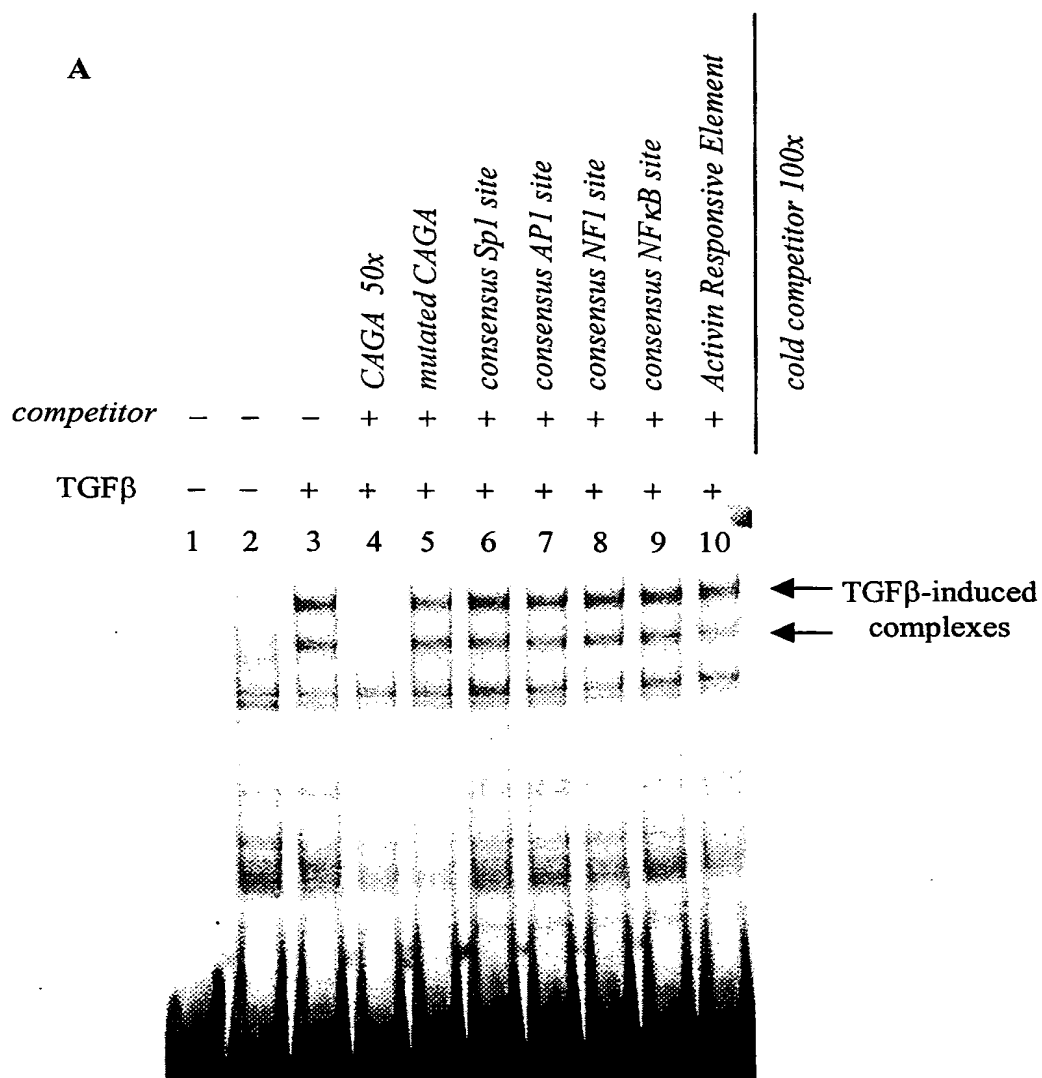 A
CAGA 50x
mutated CAGA
consensus Sp1 site
consensus AP1 site
consensus NF1 site
consensus NFκB site
Activin Responsive Element
cold competitor 100x
competitor – – – + + + + + + +
TGFβ – – + + + + + + + +
1 2 3 4 5 6 7 8 9 10
TGFβ-induced
complexes